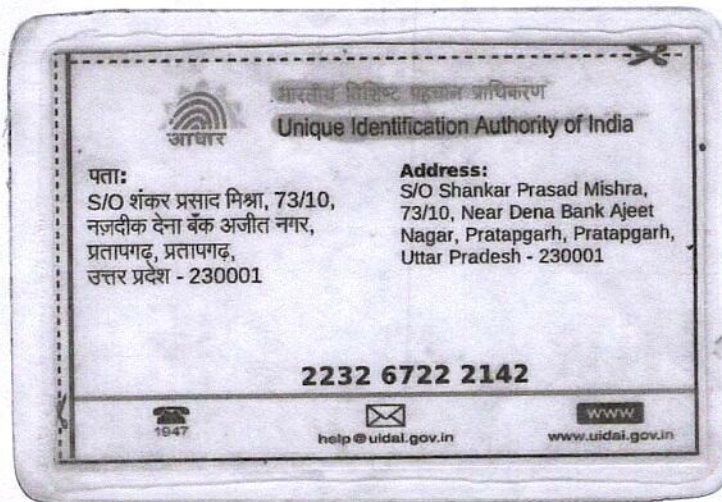 भारतीय विशिष्ट पहचान प्राधिकरण
Unique Identification Authority of India
आधार
पता:
S/O शंकर प्रसाद मिश्रा, 73/10,
नज़दीक देना बैंक अजीत नगर,
प्रतापगढ़, प्रतापगढ़,
उत्तर प्रदेश - 230001
Address:
S/O Shankar Prasad Mishra,
73/10, Near Dena Bank Ajeet
Nagar, Pratapgarh, Pratapgarh,
Uttar Pradesh - 230001
2232 6722 2142
1947
help@uidai.gov.in
www
www.uidai.gov.in